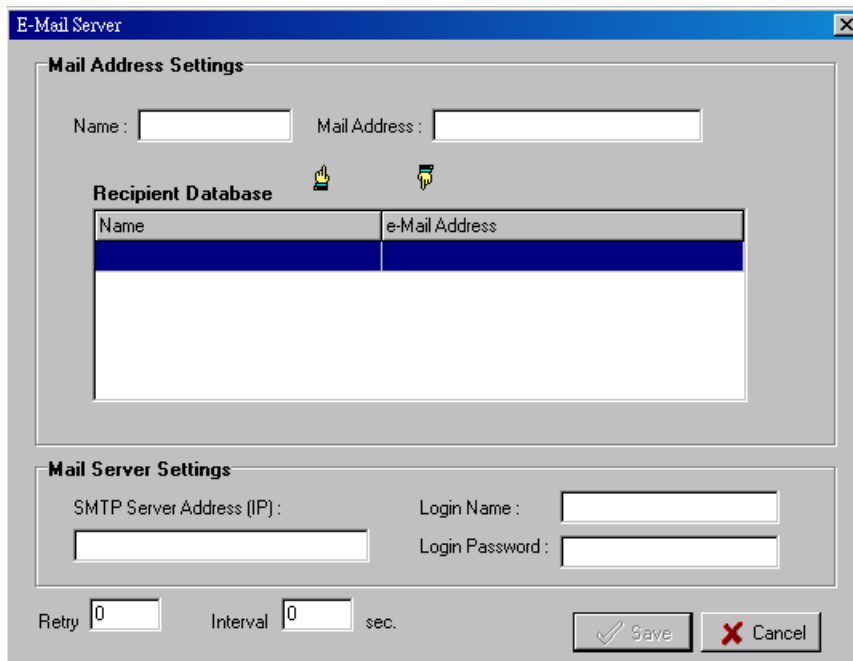 E-Mail Server
Mail Address Settings
Name : Mail Address :
Recipient Database
Name e-Mail Address
Mail Server Settings
SMTP Server Address (IP) : Login Name :
Login Password :
Retry 0 Interval 0 sec. Save Cancel